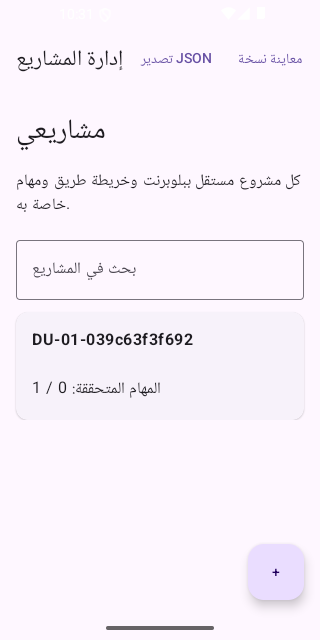 إدارة المشاريع
تصدير JSON
معاينة نسخة
مشاريعي
كل مشروع مستقل ببلوبرنت وخريطة طريق ومهام
خاصة به.
بحث في المشاريع
DU-01-039c63f3f692
المهام المتحققة: 0 / 1
+